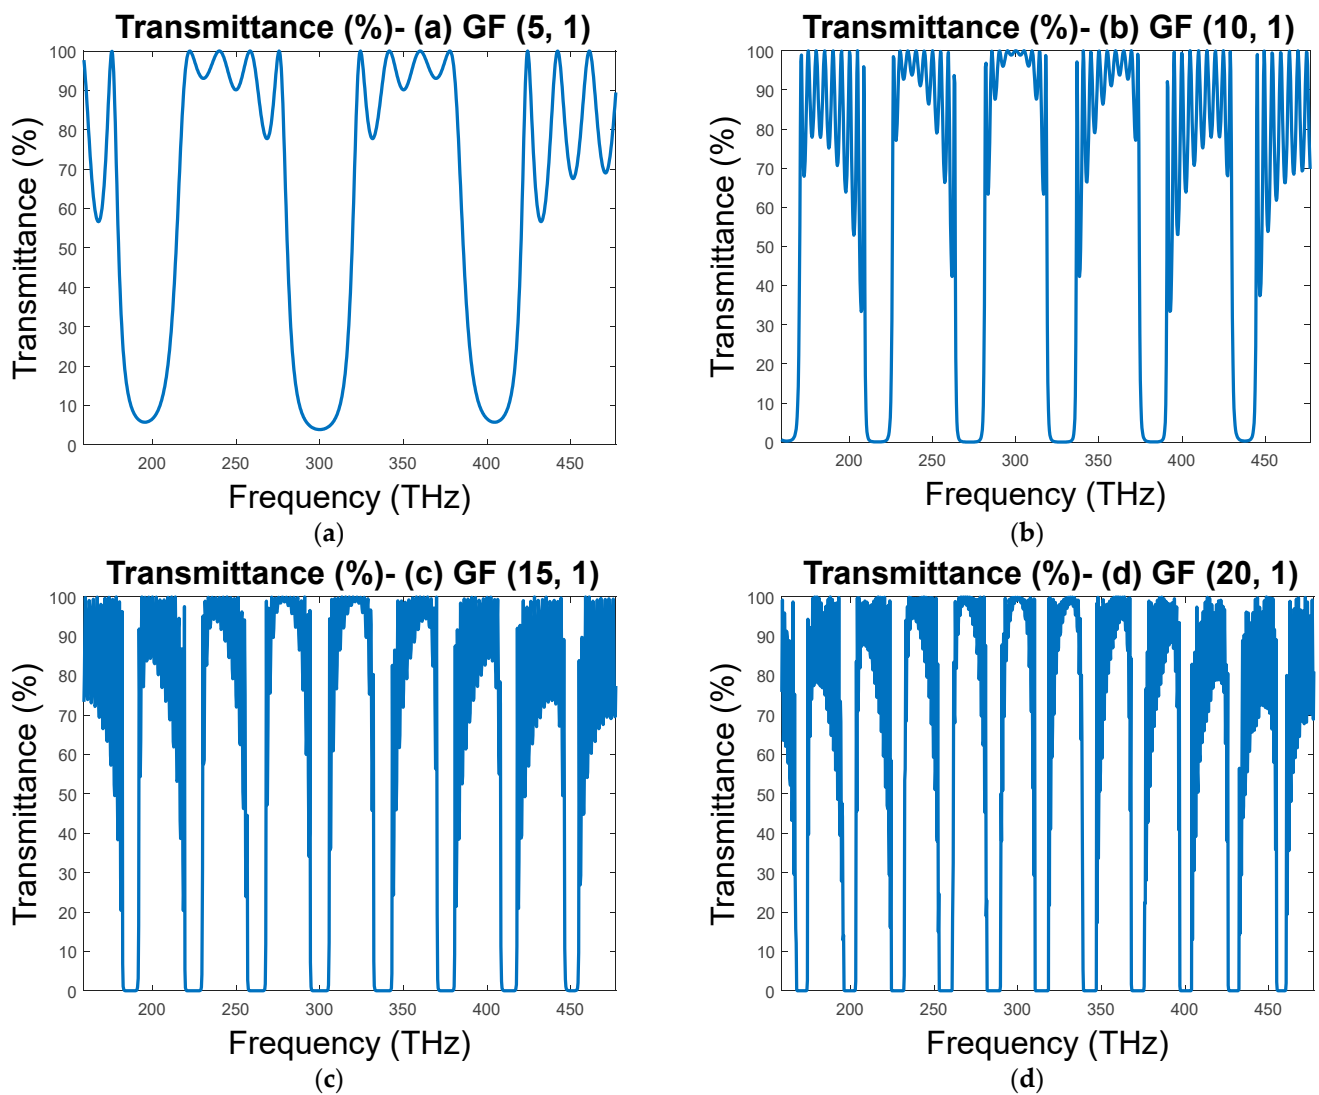 Transmittance (%)- (a) GF (5, 1)
Transmittance (%)
100
90
80
70
60
50
40
30
20
10
0
200 250 300 350 400 450
Frequency (THz)
(a)
Transmittance (%)- (b) GF (10, 1)
Transmittance (%)
100
90
80
70
60
50
40
30
20
10
0
200 250 300 350 400 450
Frequency (THz)
(b)
Transmittance (%)- (c) GF (15, 1)
Transmittance (%)
100
90
80
70
60
50
40
30
20
10
0
200 250 300 350 400 450
Frequency (THz)
(c)
Transmittance (%)- (d) GF (20, 1)
Transmittance (%)
100
90
80
70
60
50
40
30
20
10
0
200 250 300 350 400 450
Frequency (THz)
(d)